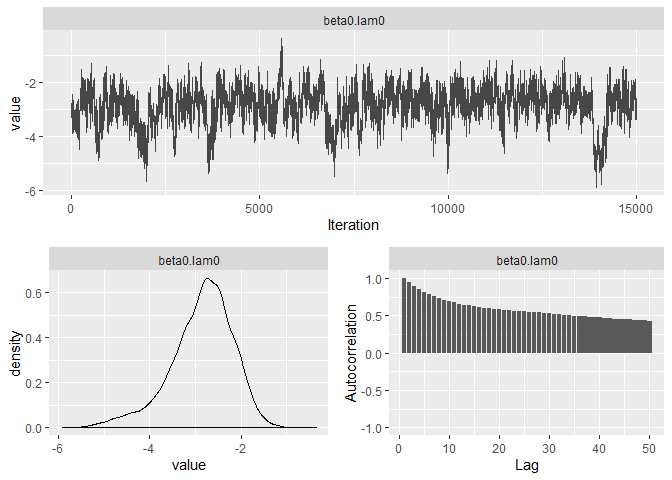 beta0.lam0
-2
-4
-6
value
0
5000
10000
15000
Iteration
beta0.lam0
0.6
0.4
0.2
0.0
density
-6
-4
-2
value
beta0.lam0
1.0
0.5
0.0
-0.5
-1.0
Autocorrelation
0
10
20
30
40
50
Lag